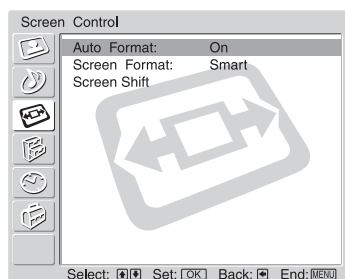 Screen Control
Auto Format: On
Screen Format: Smart
Screen Shift
Select: Set: OK Back: End: MENU